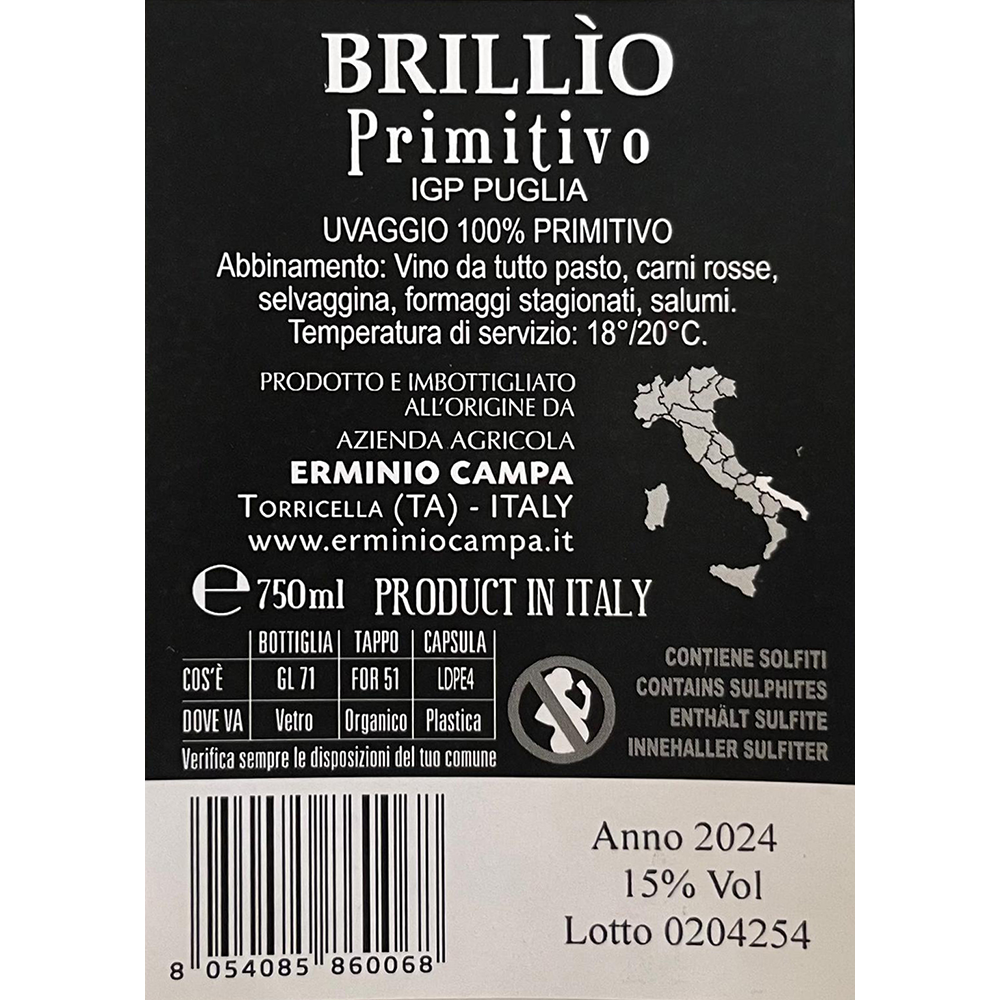 BRILLÌO
Primitivo
IGP PUGLIA
UVAGGIO 100% PRIMITIVO
Abbinamento: Vino da tutto pasto, carni rosse,
selvaggina, formaggi stagionati, salumi.
Temperatura di servizio: 18°/20°C.
PRODOTTO E IMBOTTIGLIATO
ALL'ORIGINE DA
AZIENDA AGRICOLA
ERMINIO CAMPA
TORRICELLA (TA) - ITALY
www.erminiocampa.it
e 750ml PRODUCT IN ITALY
BOTTIGLIA TAPPO CAPSULA
COS'È GL 71 FOR 51 LDPE4
DOVE VA Vetro Organico Plastica
Verifica sempre le disposizioni del tuo comune
CONTIENE SOLFITI
CONTAINS SULPHITES
ENTHÄLT SULFITE
INNEHALLER SULFITER
Anno 2024
15% Vol
Lotto 0204254
8 054085 860068